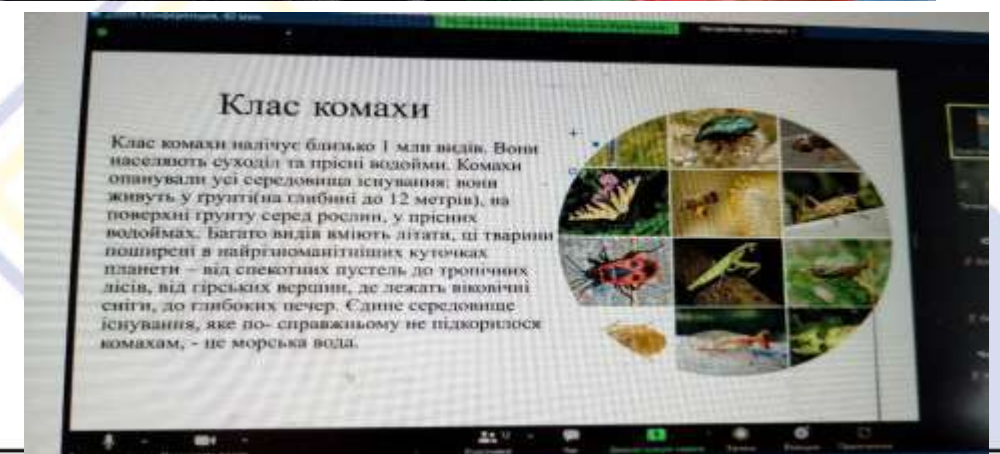 Клас комахи
Клас комахи налічує близько 1 млн видів. Вони
населяють суходіл та прісні водойми. Комахи
опанували усі середовища існування: вони
живуть у ґрунті(на глибині до 12 метрів), на
поверхні ґрунту серед рослин, у прісних
водоймах. Багато видів вміють літати, ці тварини
поширені в найрізноманітніших куточках
планети – від спекотних пустель до тропічних
лісів, від гірських вершин, де лежать віковічні
сніги, до глибоких печер. Єдине середовище
існування, яке по- справжньому не підкорилося
комахам, - це морська вода.